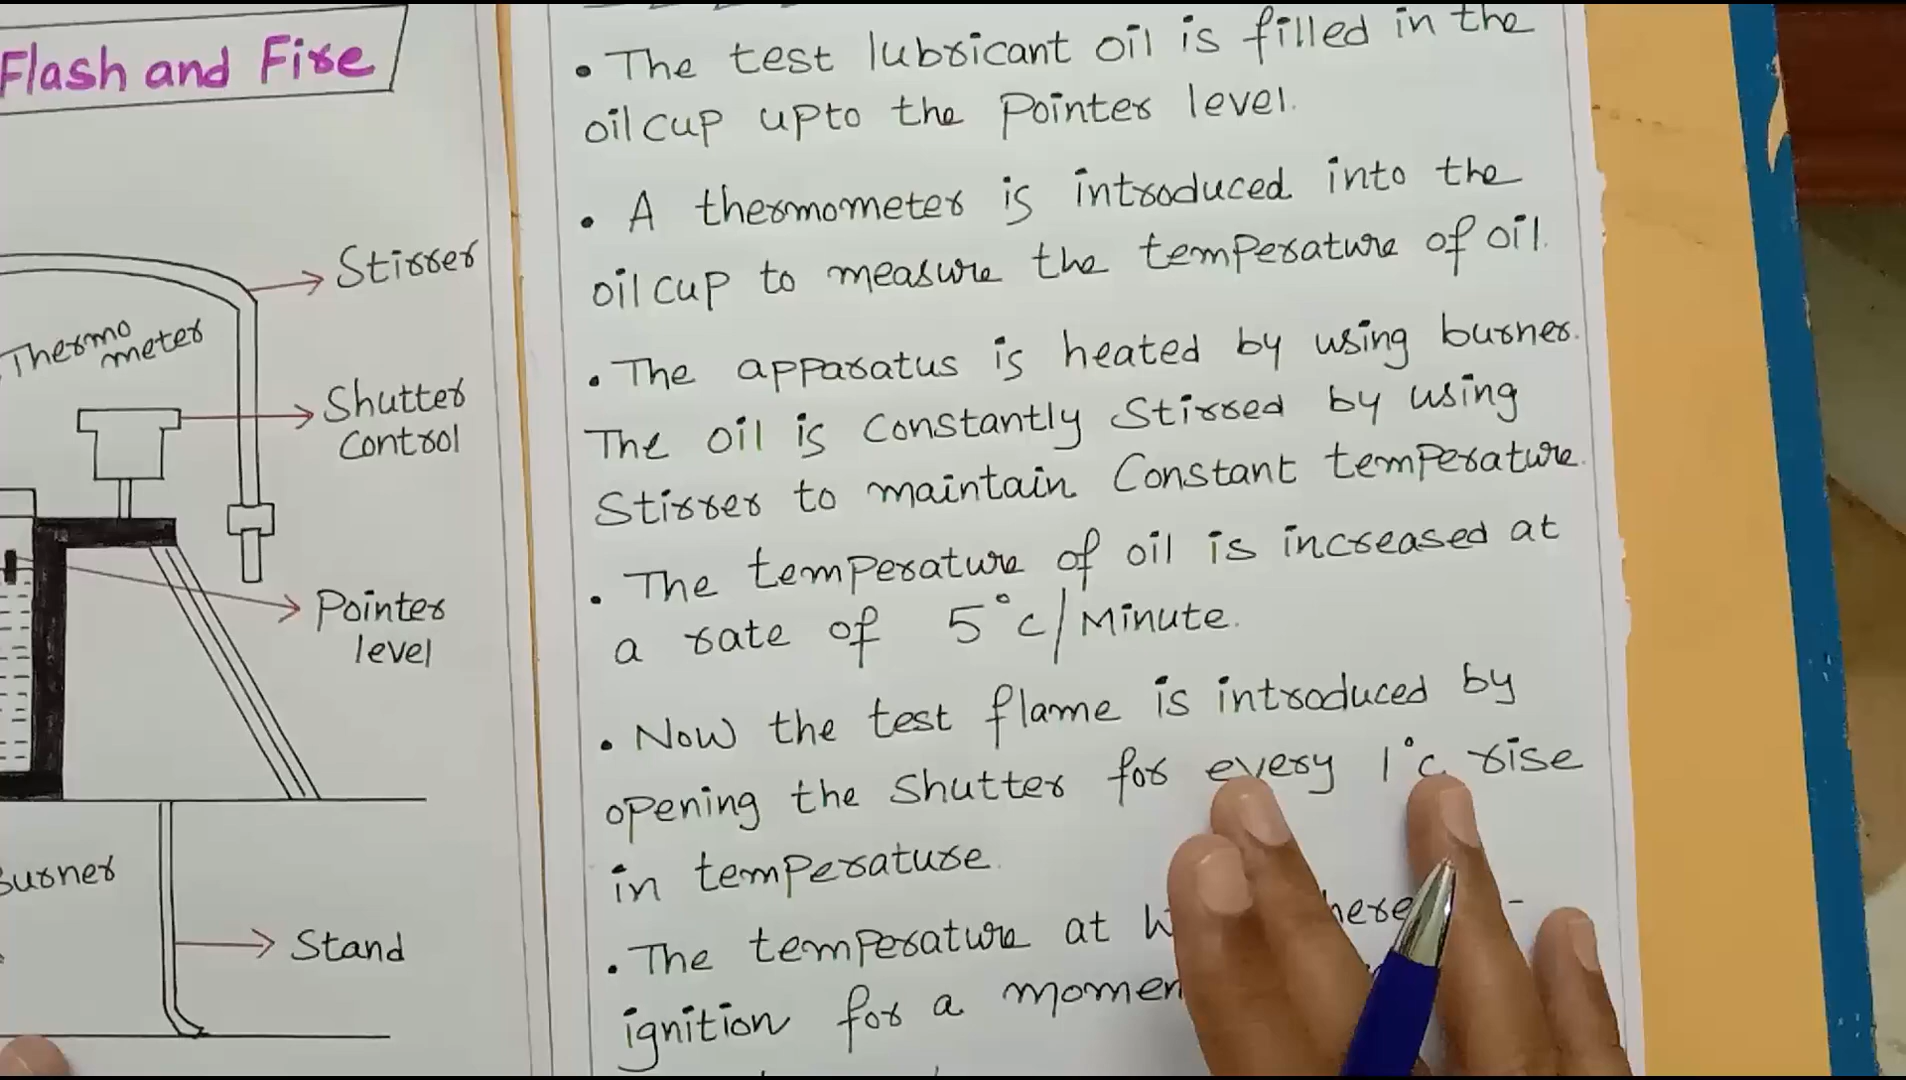 Flash and Fire
Stirrer
Thermo
meter
Shutter
control
Pointer
level
Burner
Stand
• The test lubricant oil is filled in the
oil cup upto the Pointer level.
• A thermometer is introduced into the
oil cup to measure the temperature of oil.
• The apparatus is heated by using burner.
The oil is constantly Stirred by using
Stirrer to maintain Constant temperature.
• The temperature of oil is increased at
a rate of 5°c/Minute.
• Now the test flame is introduced by
opening the shutter for every 1°c rise
in temperature.
• The temperature at
ignition for a